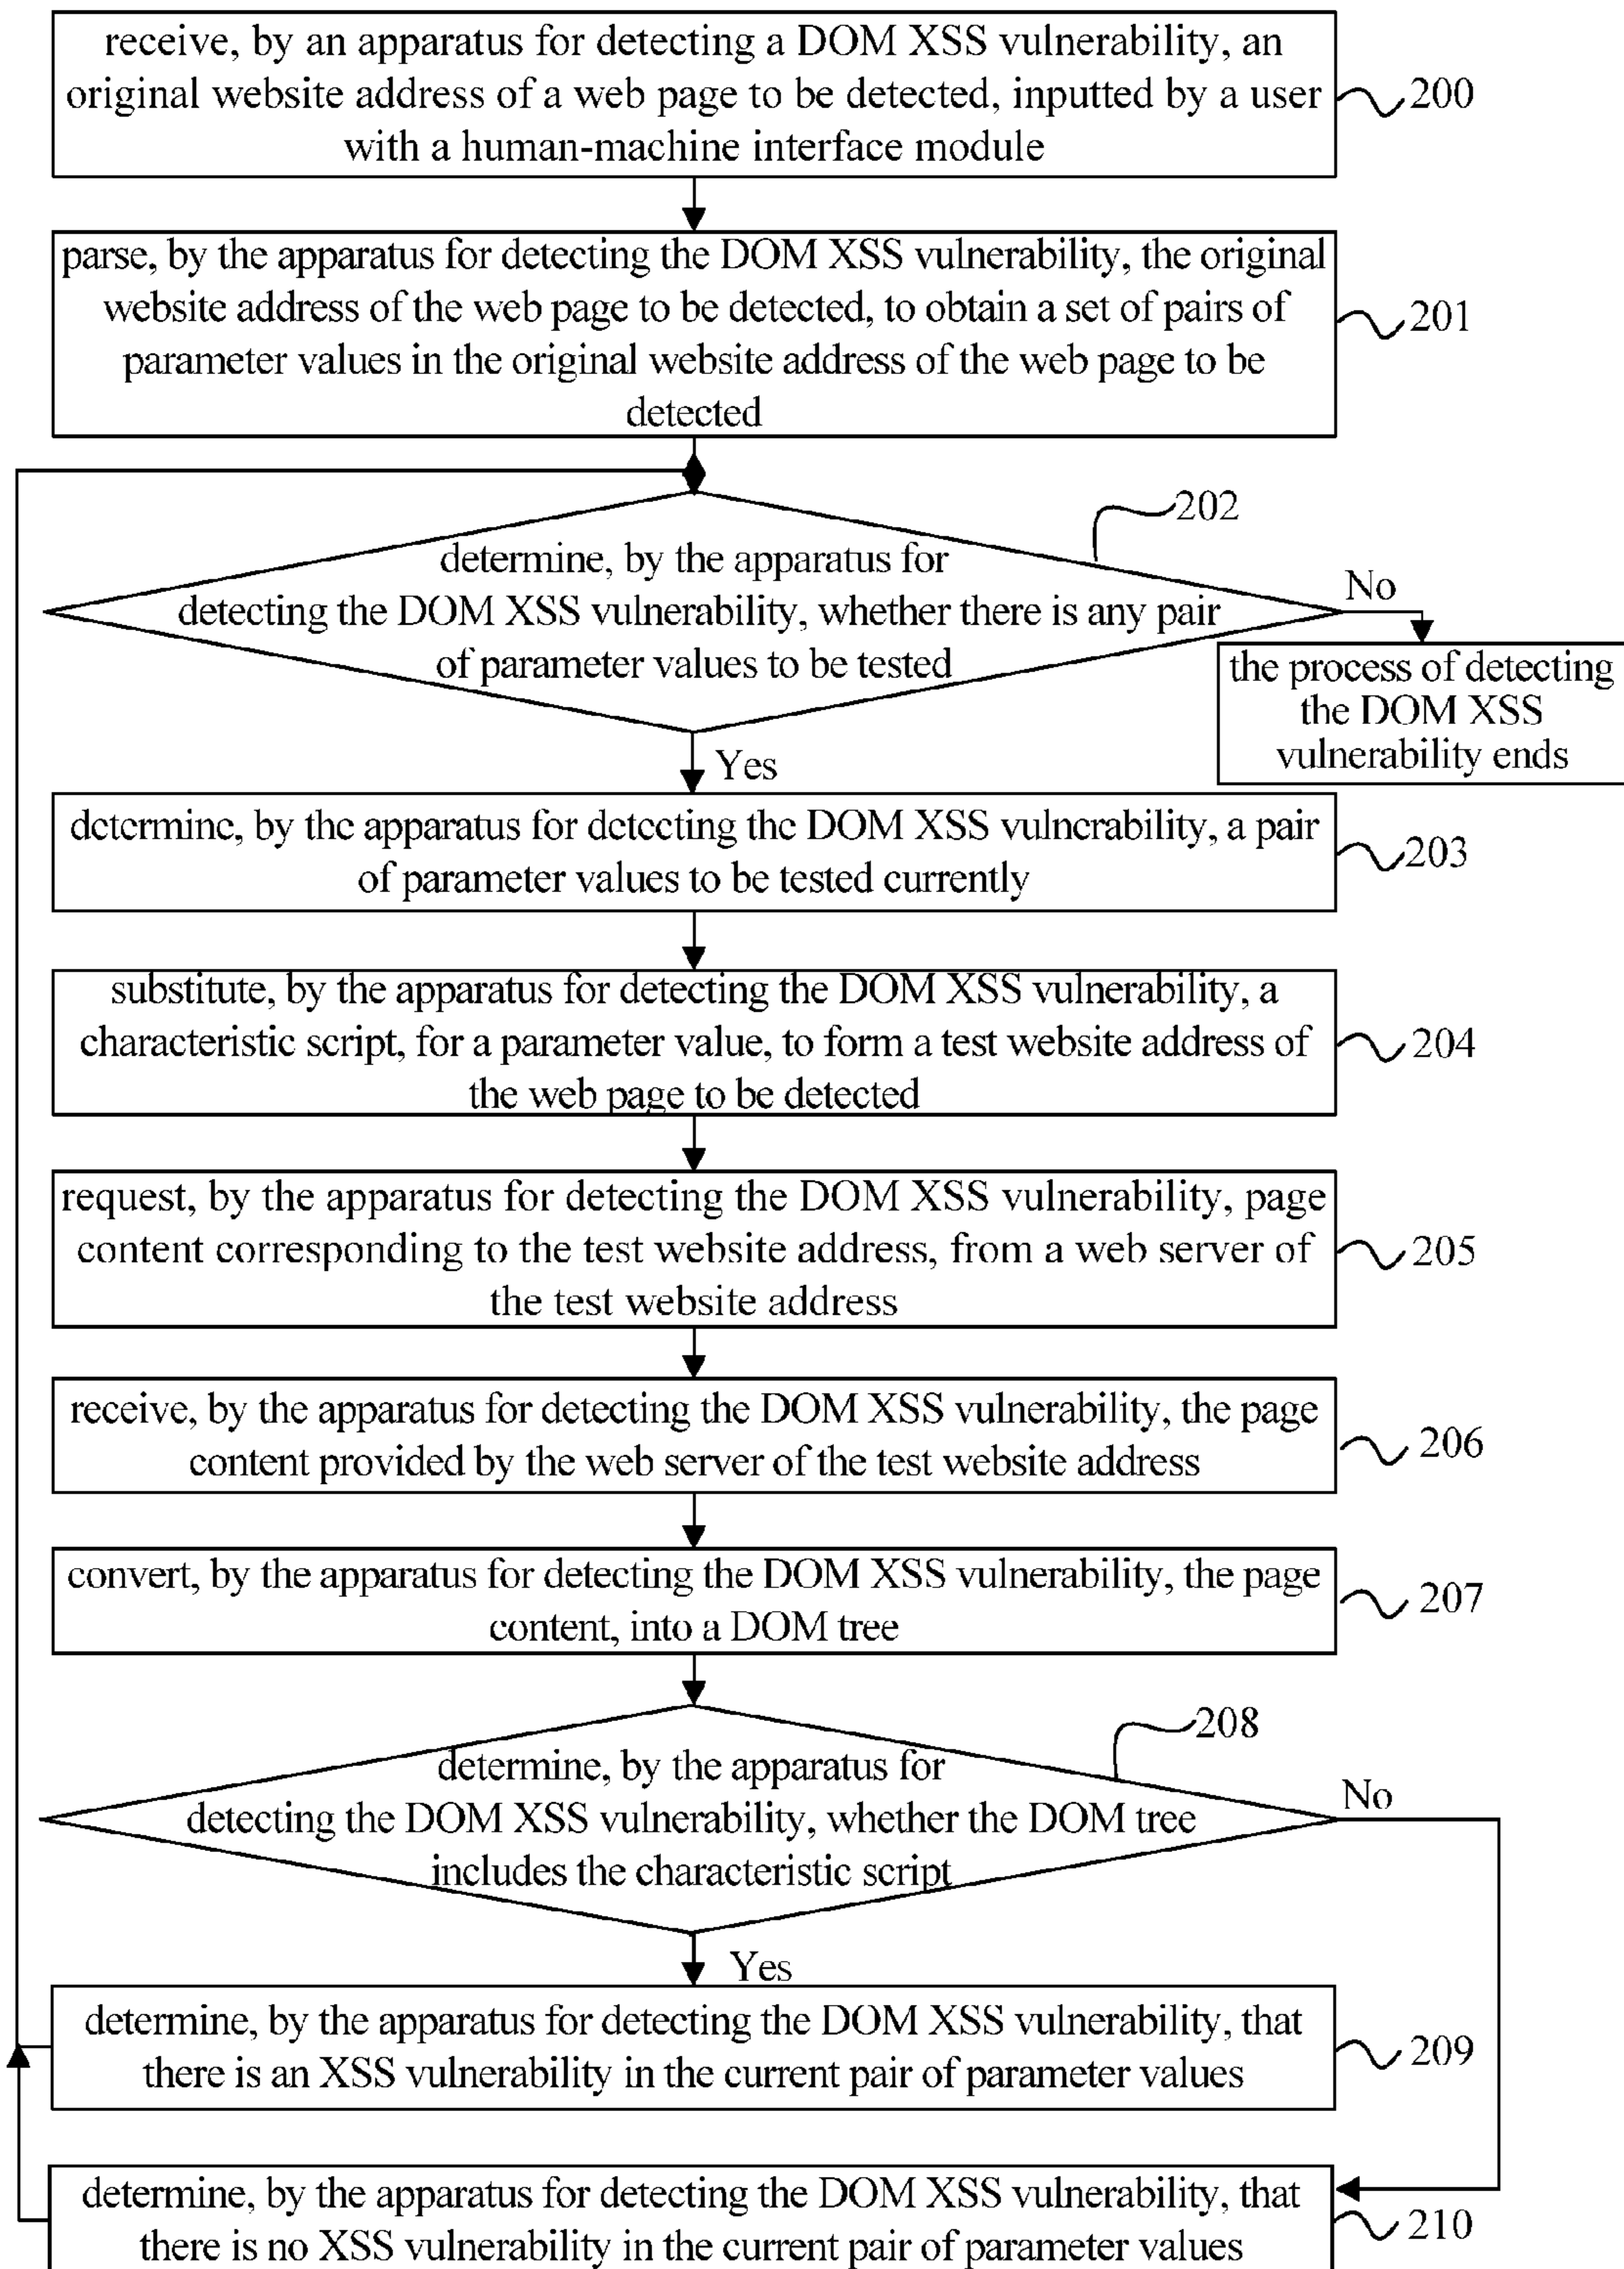 receive, by an apparatus for detecting a DOM XSS vulnerability, an
original website address of a web page to be detected, inputted by a user
with a human-machine interface module
200
parse, by the apparatus for detecting the DOM XSS vulnerability, the original
website address of the web page to be detected, to obtain a set of pairs of
parameter values in the original website address of the web page to be
detected
201
202
determine, by the apparatus for
detecting the DOM XSS vulnerability, whether there is any pair
of parameter values to be tested
No
the process of detecting
the DOM XSS
vulnerability ends
Yes
determine, by the apparatus for detecting the DOM XSS vulnerability, a pair
of parameter values to be tested currently
203
substitute, by the apparatus for detecting the DOM XSS vulnerability, a
characteristic script, for a parameter value, to form a test website address of
the web page to be detected
204
request, by the apparatus for detecting the DOM XSS vulnerability, page
content corresponding to the test website address, from a web server of
the test website address
205
receive, by the apparatus for detecting the DOM XSS vulnerability, the page
content provided by the web server of the test website address
206
convert, by the apparatus for detecting the DOM XSS vulnerability, the page
content, into a DOM tree
207
208
determine, by the apparatus for
detecting the DOM XSS vulnerability, whether the DOM tree
includes the characteristic script
No
Yes
determine, by the apparatus for detecting the DOM XSS vulnerability, that
there is an XSS vulnerability in the current pair of parameter values
209
determine, by the apparatus for detecting the DOM XSS vulnerability, that
there is no XSS vulnerability in the current pair of parameter values
210